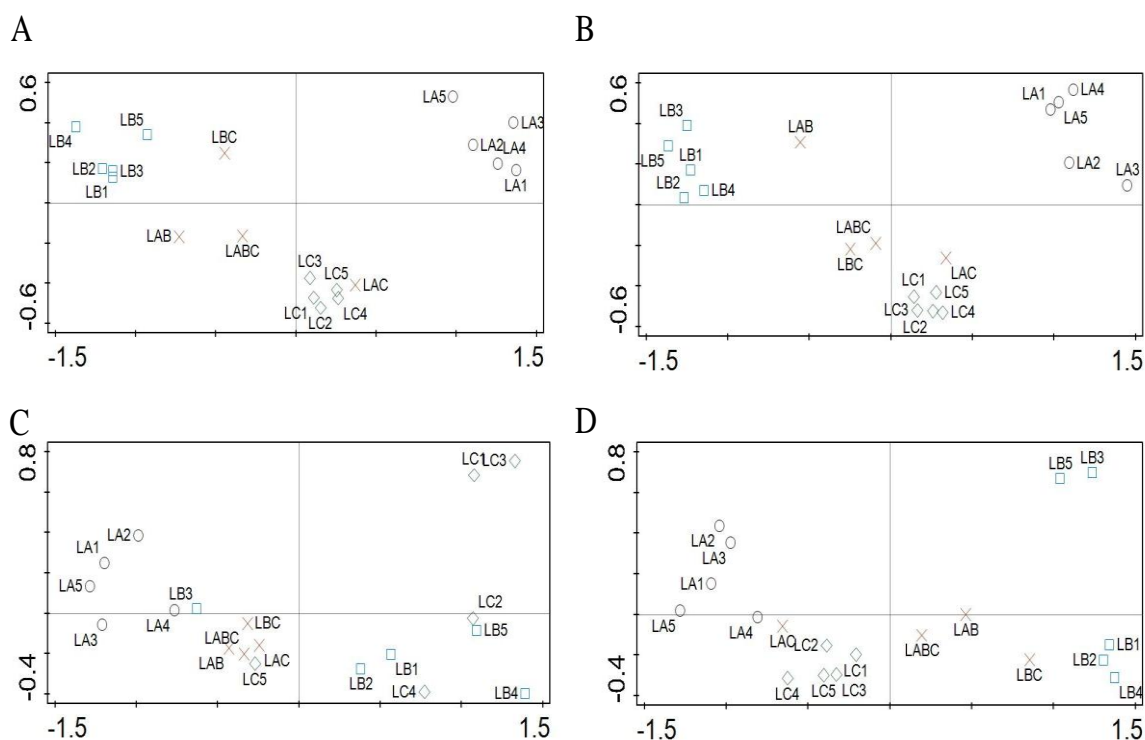 A
B
0.6
-0.6
-1.5
1.5
LA5
LA3
LA2
LA4
LA1
LB5
LB4
LBC
LB2
LB3
LB1
LAB
LABC
LC3
LC5
LAC
LC1
LC4
LC2
0.6
-0.6
-1.5
1.5
LA1
LA4
LA5
LB3
LAB
LB5
LB1
LA2
LA3
LB2
LB4
LABC
LBC
LAC
LC1
LC5
LC3
LC4
LC2
C
D
0.8
-0.4
-1.5
1.5
LC1
LC3
LA2
LA1
LA5
LB3
LC2
LA3
LA4
LBC
LB5
LABC
LAB
LAC
LB1
LC5
LB2
LC4
LB4
0.8
-0.4
-1.5
1.5
LB5
LB3
LA2
LA3
LA1
LA5
LA4
LAC
LAB
LC2
LABC
LB1
LC1
LB2
LBC
LC4
LC5
LC3
LB4